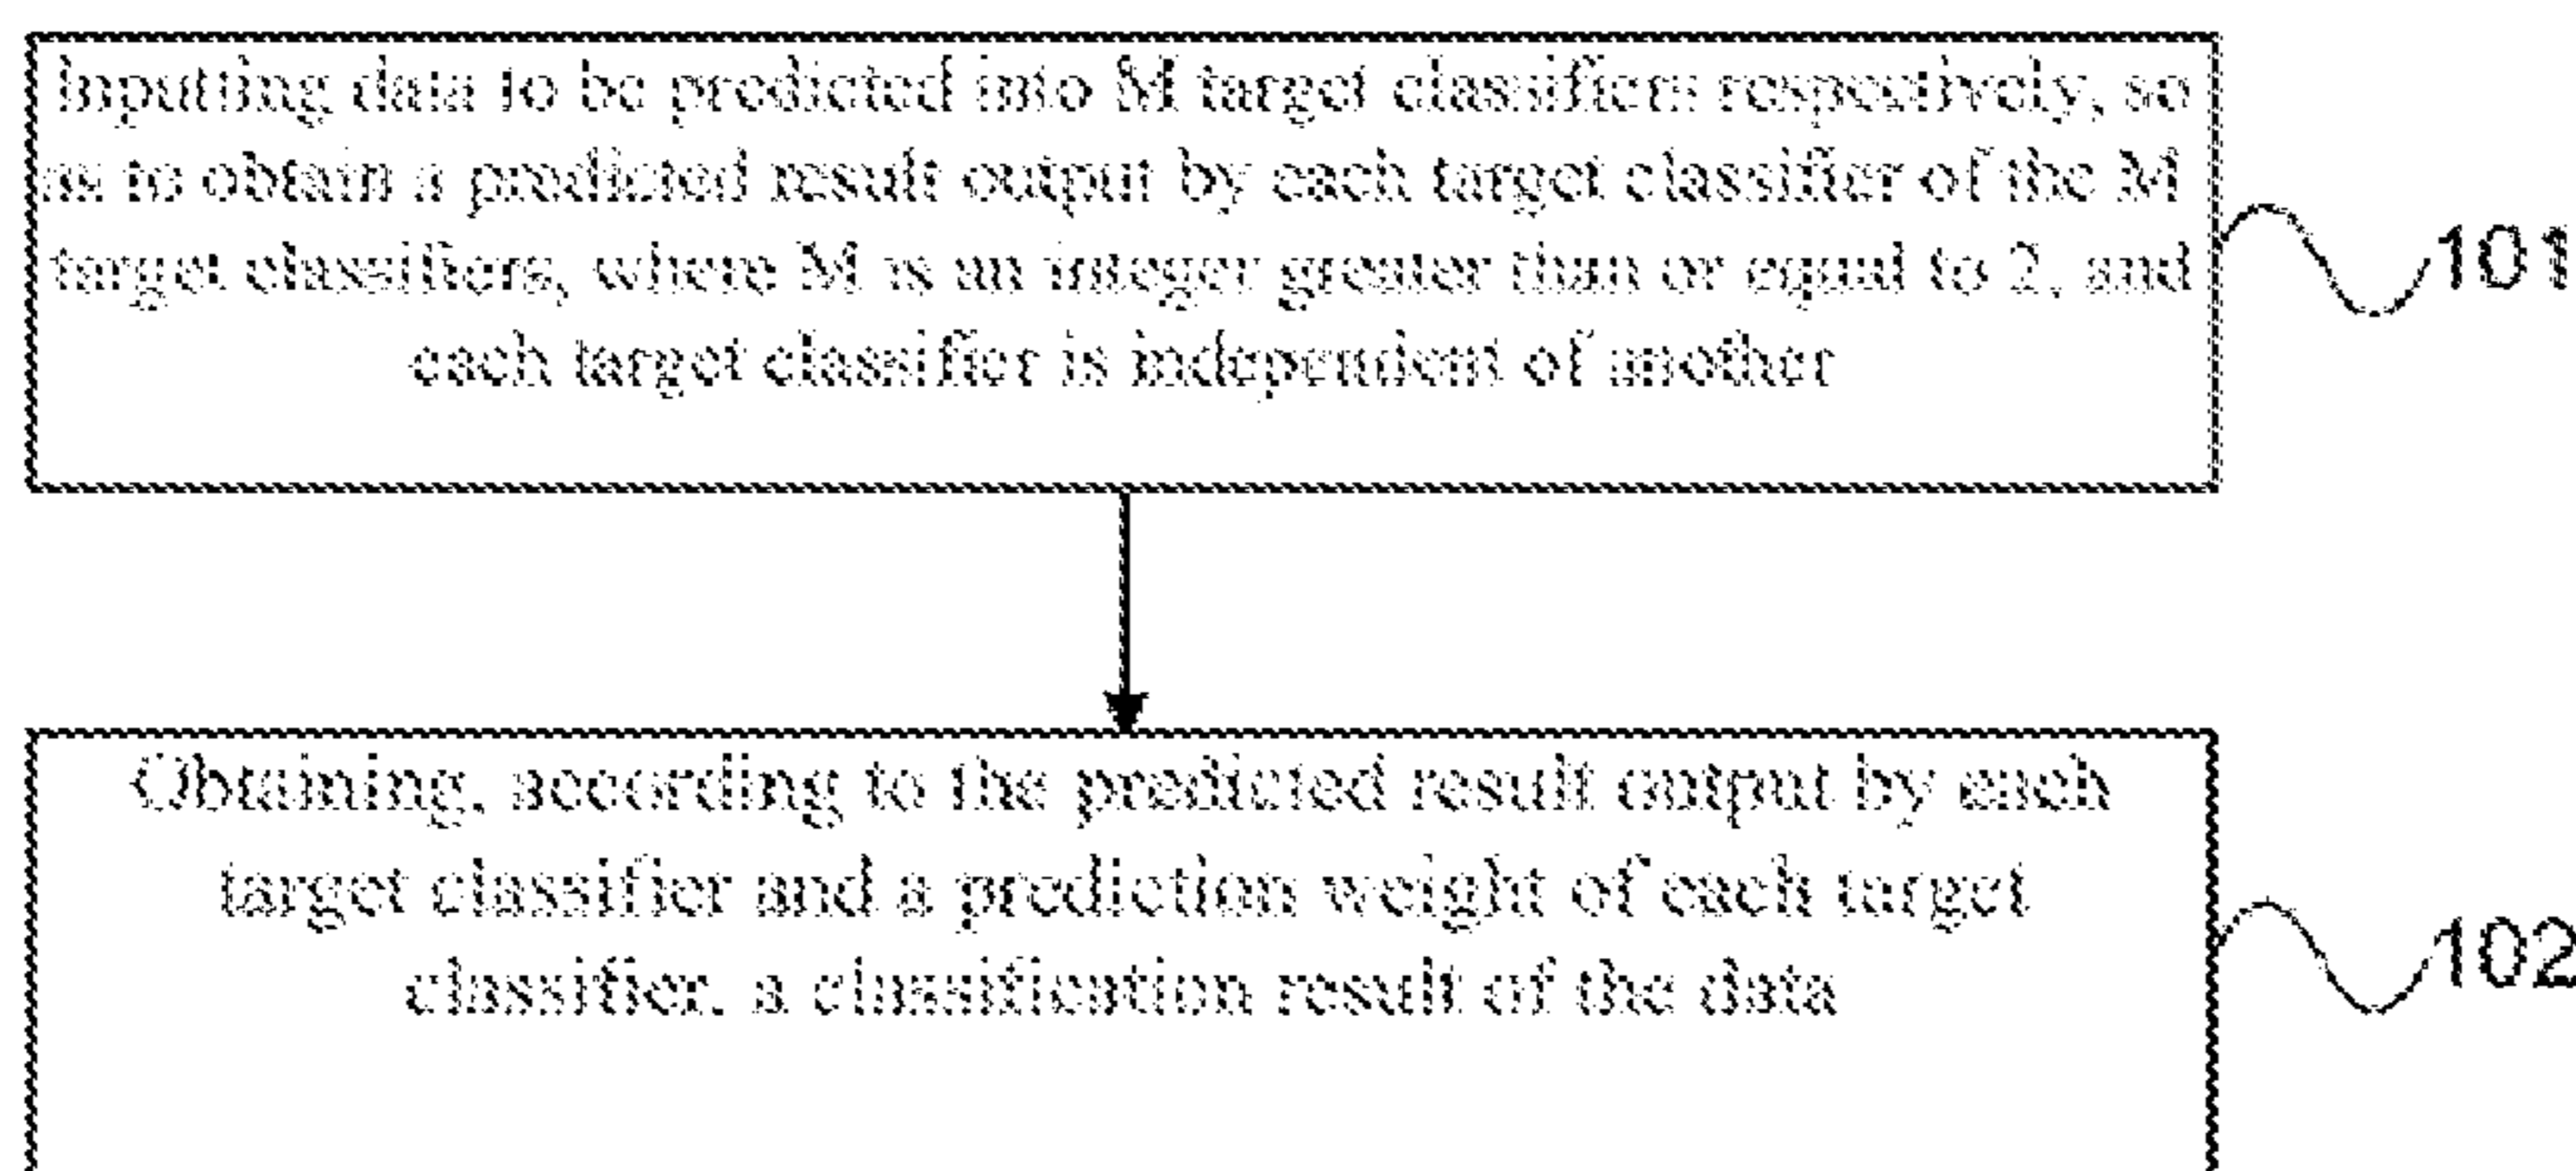 Inputting data to be predicted into M target classifiers respectively, so
as to obtain a predicted result output by each target classifier of the M
target classifiers, where M is an integer greater than or equal to 2, and
each target classifier is independent of another
101
Obtaining, according to the predicted result output by each
target classifier and a prediction weight of each target
classifier, a classification result of the data
102